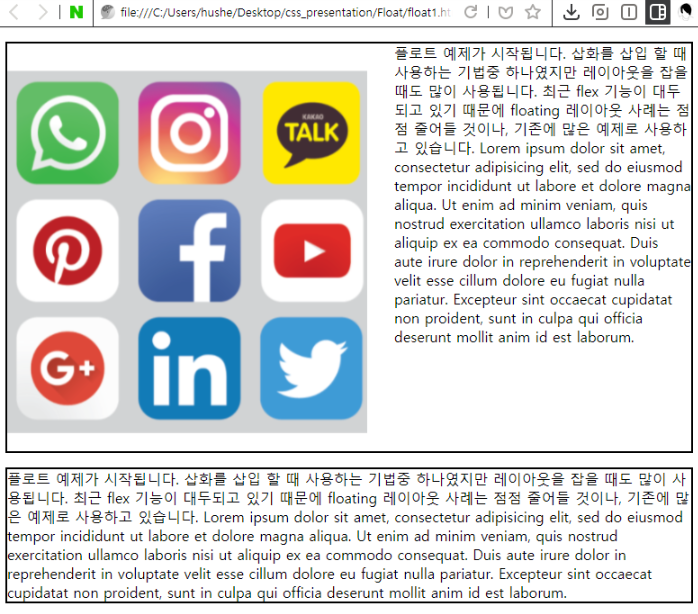 file:///C:/Users/hushe/Desktop/css_presentation/Float/float1.ht
플로트 예제가 시작됩니다. 삽화를 삽입 할 때
사용하는 기법중 하나였지만 레이아웃을 잡을
때도 많이 사용됩니다. 최근 flex 기능이 대두
되고 있기 때문에 floating 레이아웃 사례는 점
점 줄어들 것이나, 기존에 많은 예제로 사용하
고 있습니다. Lorem ipsum dolor sit amet,
consectetur adipisicing elit, sed do eiusmod
tempor incididunt ut labore et dolore magna
aliqua. Ut enim ad minim veniam, quis
nostrud exercitation ullamco laboris nisi ut
aliquip ex ea commodo consequat. Duis
aute irure dolor in reprehenderit in voluptate
velit esse cillum dolore eu fugiat nulla
pariatur. Excepteur sint occaecat cupidatat
non proident, sunt in culpa qui officia
deserunt mollit anim id est laborum.
KAKAO
TALK
G+
in
플로트 예제가 시작됩니다. 삽화를 삽입 할 때 사용하는 기법중 하나였지만 레이아웃을 잡을 때도 많이 사
용됩니다. 최근 flex 기능이 대두되고 있기 때문에 floating 레이아웃 사례는 점점 줄어들 것이나, 기존에 많
은 예제로 사용하고 있습니다. Lorem ipsum dolor sit amet, consectetur adipisicing elit, sed do eiusmod
tempor incididunt ut labore et dolore magna aliqua. Ut enim ad minim veniam, quis nostrud
exercitation ullamco laboris nisi ut aliquip ex ea commodo consequat. Duis aute irure dolor in
reprehenderit in voluptate velit esse cillum dolore eu fugiat nulla pariatur. Excepteur sint occaecat
cupidatat non proident, sunt in culpa qui officia deserunt mollit anim id est laborum.